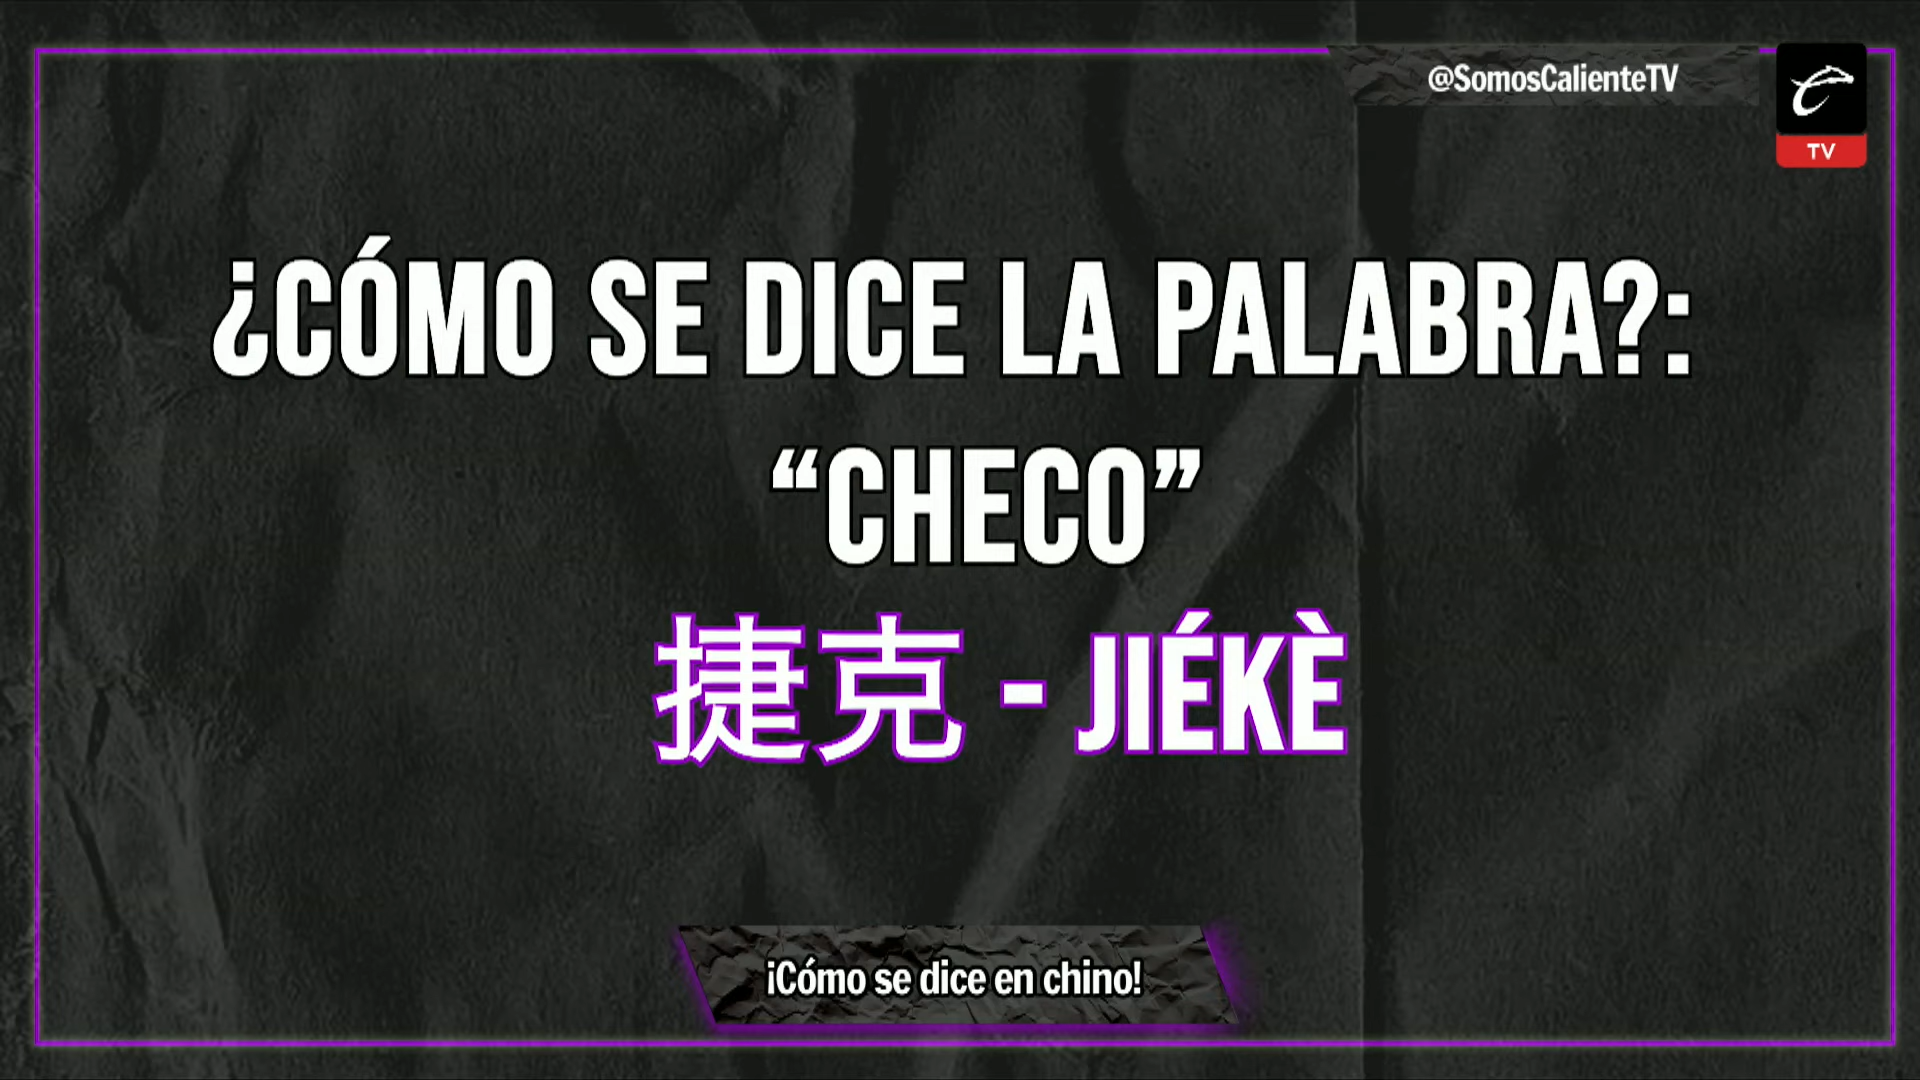 @SomosCalienteTV
TV
¿CÓMO SE DICE LA PALABRA?:
“CHECO”
捷克 - JIÉKÈ
¡Cómo se dice en chino!